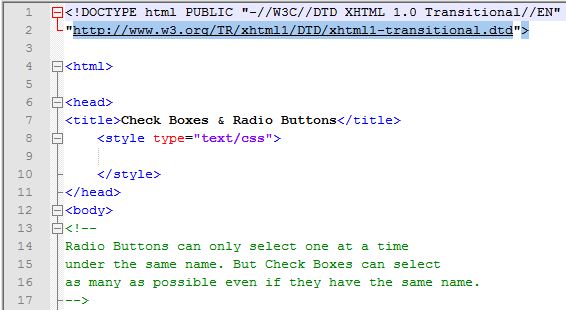 1 <!DOCTYPE html PUBLIC "-//W3C//DTD XHTML 1.0 Transitional//EN"
2 "http://www.w3.org/TR/xhtml1/DTD/xhtml1-transitional.dtd">
3
4 <html>
5
6 <head>
7 <title>Check Boxes & Radio Buttons</title>
8 <style type="text/css">
9
10 </style>
11 </head>
12 <body>
13 <!--
14 Radio Buttons can only select one at a time
15 under the same name. But Check Boxes can select
16 as many as possible even if they have the same name.
17 -->